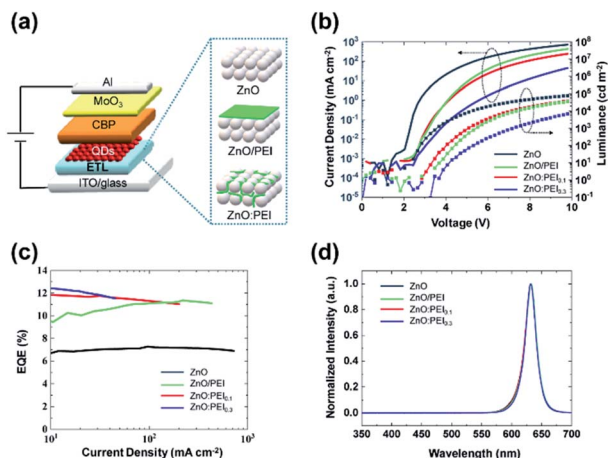 (a)
Al
MoO3
CBP
QDs
ETL
ITO/glass
ZnO
ZnO/PEI
ZnO:PEI
(b)
Current Density (mA cm-2)
10^3
10^2
10^1
10^0
10^-1
10^-2
10^-3
10^-4
10^-5
0 2 4 6 8 10
Voltage (V)
10^8
10^7
10^6
10^5
10^4
10^3
10^2
10^1
10^0
10^-1
Luminance (cd m-2)
ZnO
ZnO/PEI
ZnO:PEI0.1
ZnO:PEI0.3
(c)
EQE (%)
14
12
10
8
6
4
2
0
10^1 10^2 10^3
Current Density (mA cm-2)
ZnO
ZnO/PEI
ZnO:PEI0.1
ZnO:PEI0.3
(d)
Normalized Intensity (a.u.)
1.0
0.8
0.6
0.4
0.2
0.0
350 400 450 500 550 600 650 700
Wavelength (nm)
ZnO
ZnO/PEI
ZnO:PEI0.1
ZnO:PEI0.3